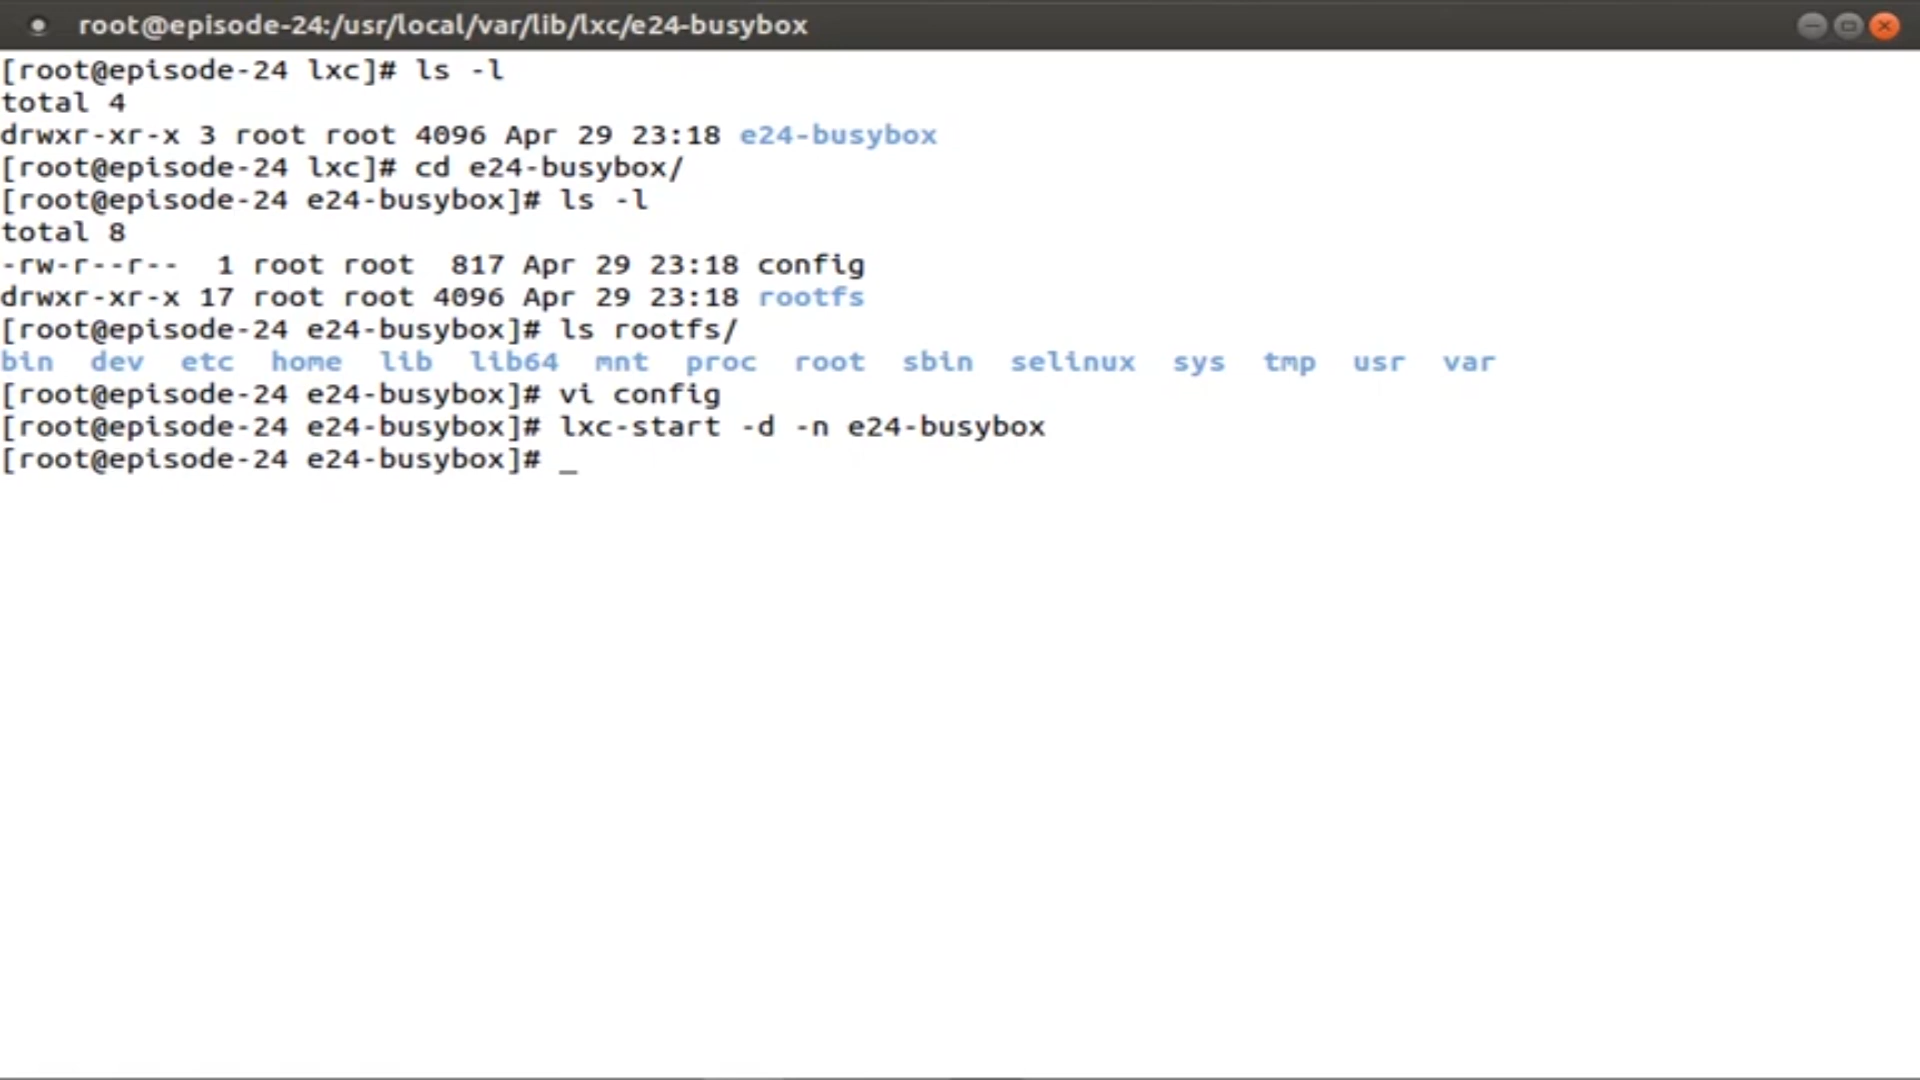 root@episode-24:/usr/local/var/lib/lxc/e24-busybox
[root@episode-24 lxc]# ls -l
total 4
drwxr-xr-x 3 root root 4096 Apr 29 23:18 e24-busybox
[root@episode-24 lxc]# cd e24-busybox/
[root@episode-24 e24-busybox]# ls -l
total 8
-rw-r--r--  1 root root  817 Apr 29 23:18 config
drwxr-xr-x 17 root root 4096 Apr 29 23:18 rootfs
[root@episode-24 e24-busybox]# ls rootfs/
bin  dev  etc  home  lib  lib64  mnt  proc  root  sbin  selinux  sys  tmp  usr  var
[root@episode-24 e24-busybox]# vi config
[root@episode-24 e24-busybox]# lxc-start -d -n e24-busybox
[root@episode-24 e24-busybox]# _